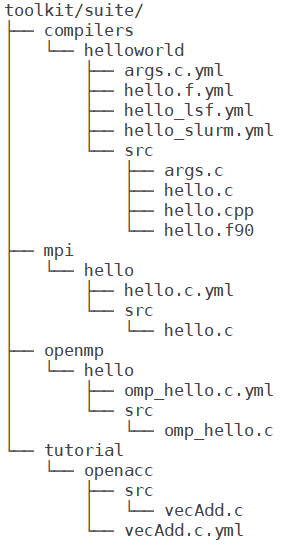 toolkit/suite/
├── compilers
│   └── helloworld
│       ├── args.c.yml
│       ├── hello.f.yml
│       ├── hello_lsf.yml
│       ├── hello_slurm.yml
│       └── src
│           ├── args.c
│           ├── hello.c
│           ├── hello.cpp
│           └── hello.f90
├── mpi
│   └── hello
│       ├── hello.c.yml
│       └── src
│           └── hello.c
├── openmp
│   └── hello
│       ├── omp_hello.c.yml
│       └── src
│           └── omp_hello.c
└── tutorial
    └── openacc
        ├── src
        │   └── vecAdd.c
        └── vecAdd.c.yml